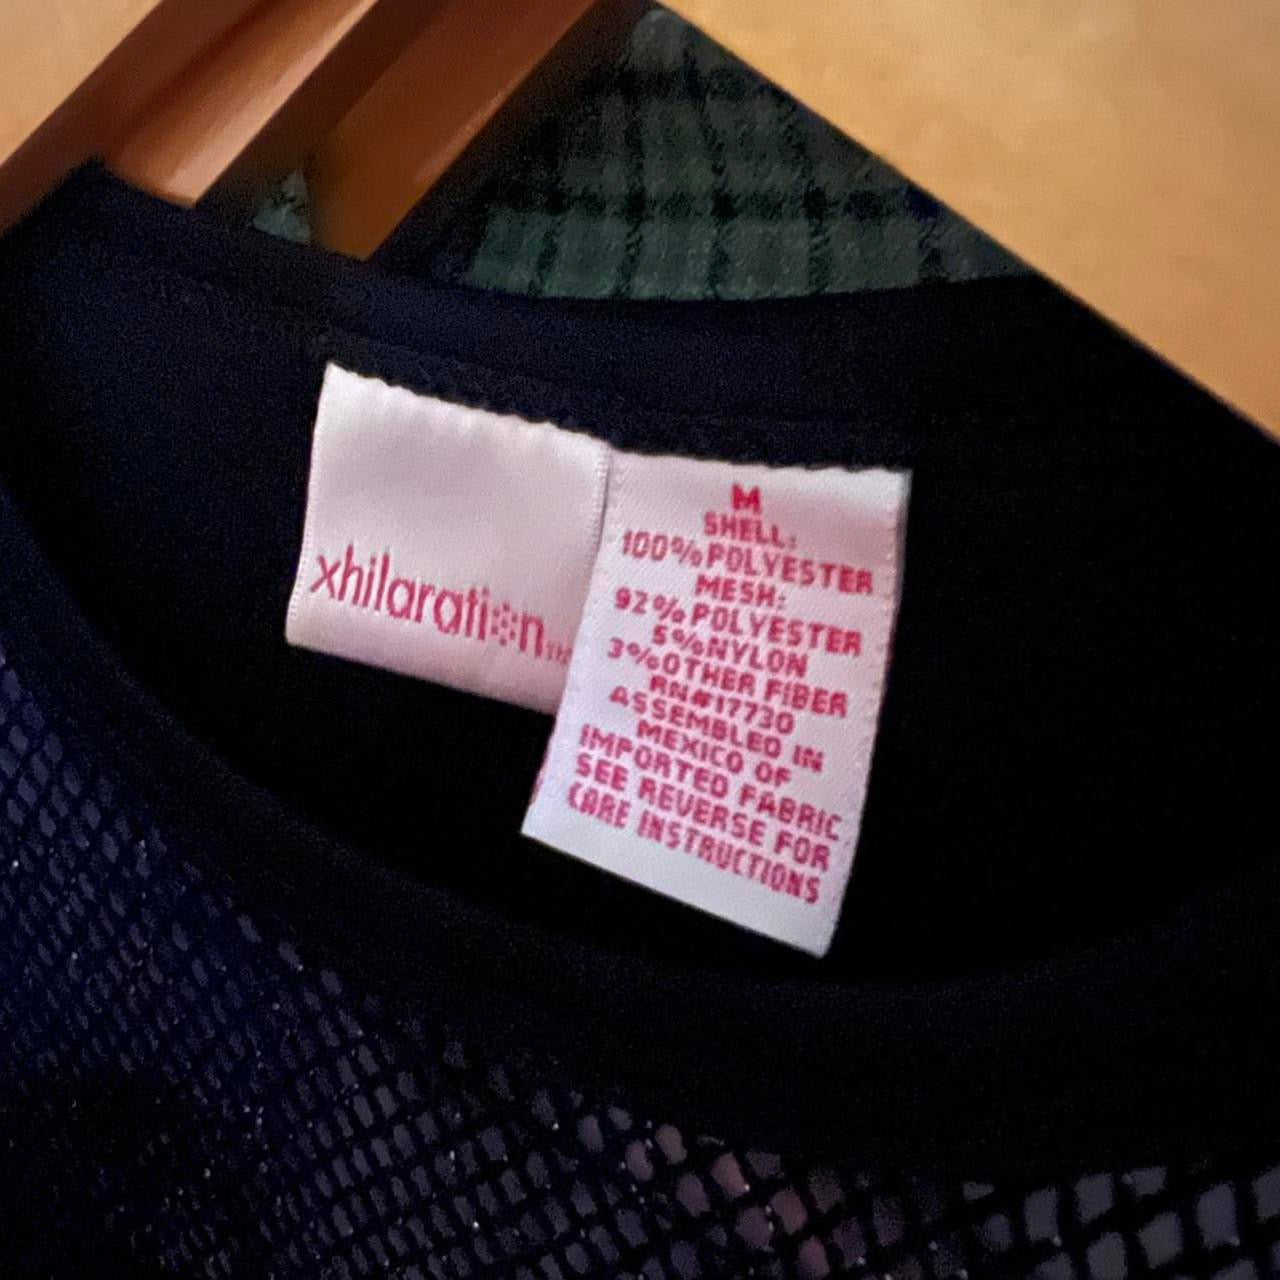 xhilaration™
M
SHELL:
100%POLYESTER
MESH:
92%POLYESTER
5%NYLON
3%OTHER FIBER
RN#17730
ASSEMBLED IN
MEXICO OF
IMPORTED FABRIC
SEE REVERSE FOR
CARE INSTRUCTIONS